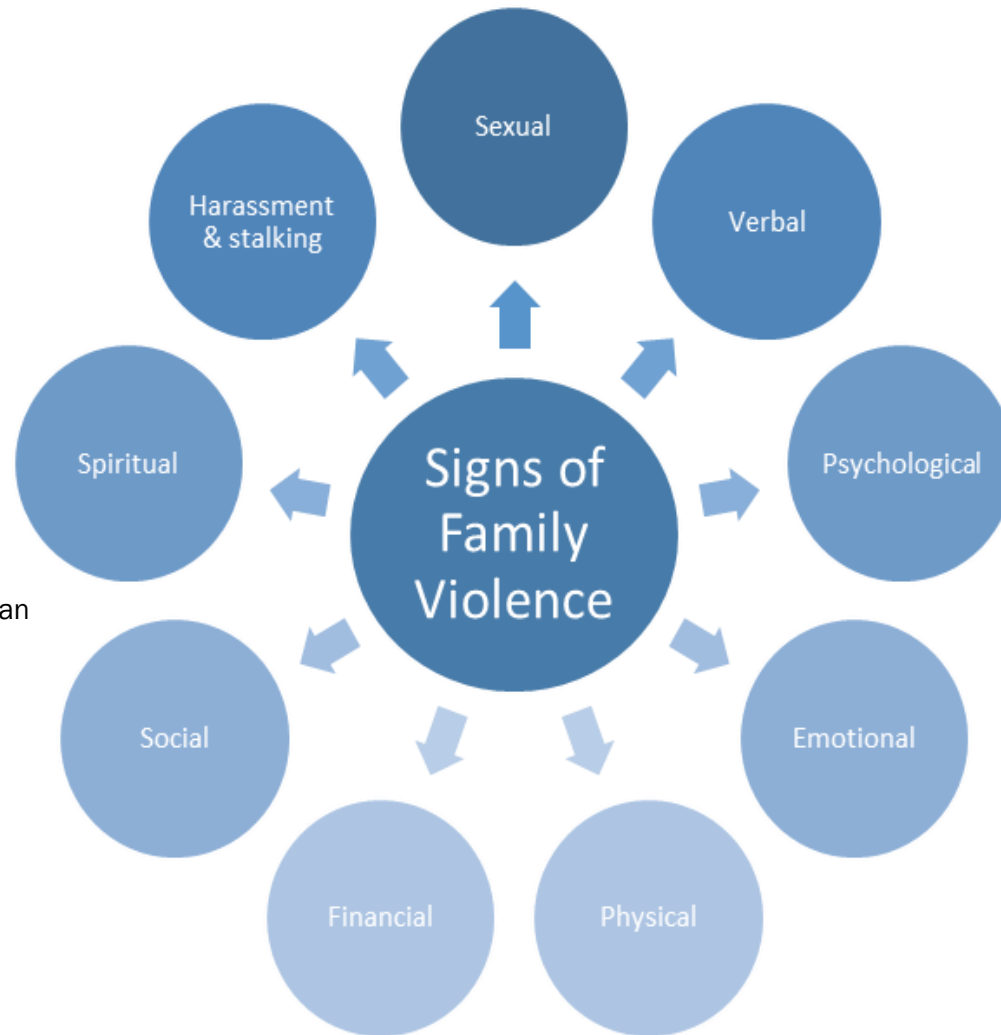 Sexual
Verbal
Psychological
Emotional
Physical
Financial
Social
Spiritual
Harassment
& stalking
Signs of
Family
Violence
an